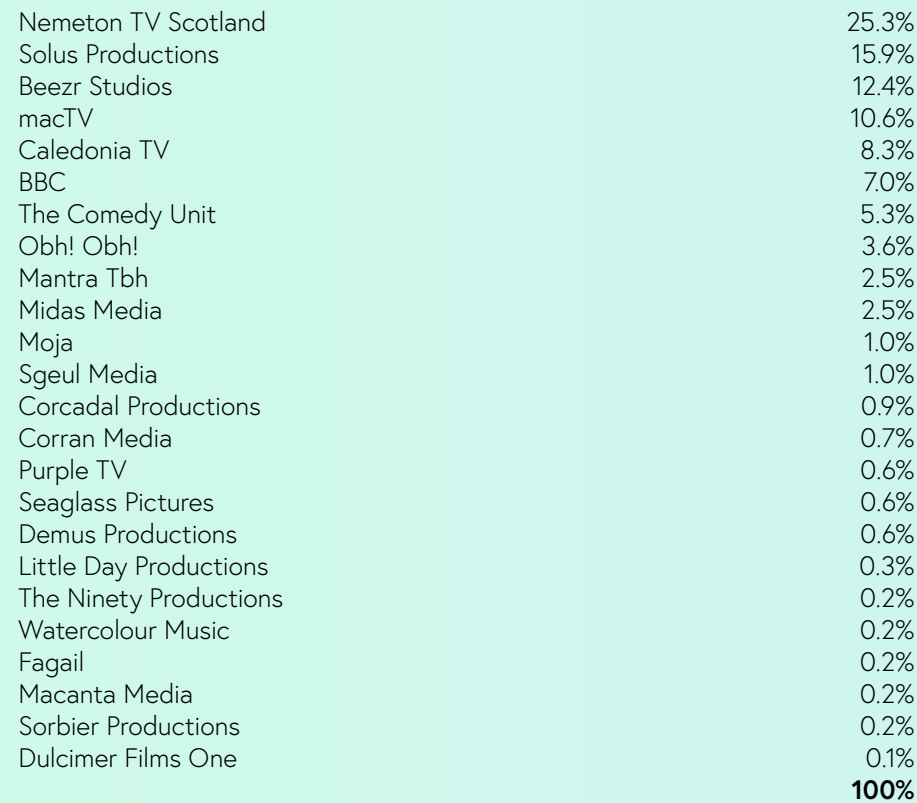 Nemeton TV Scotland 25.3%
Solus Productions 15.9%
Beezr Studios 12.4%
macTV 10.6%
Caledonia TV 8.3%
BBC 7.0%
The Comedy Unit 5.3%
Obh! Obh! 3.6%
Mantra Tbh 2.5%
Midas Media 2.5%
Moja 1.0%
Sgeul Media 1.0%
Corcadal Productions 0.9%
Corran Media 0.7%
Purple TV 0.6%
Seaglass Pictures 0.6%
Demus Productions 0.6%
Little Day Productions 0.3%
The Ninety Productions 0.2%
Watercolour Music 0.2%
Fagail 0.2%
Macanta Media 0.2%
Sorbier Productions 0.2%
Dulcimer Films One 0.1%
100%